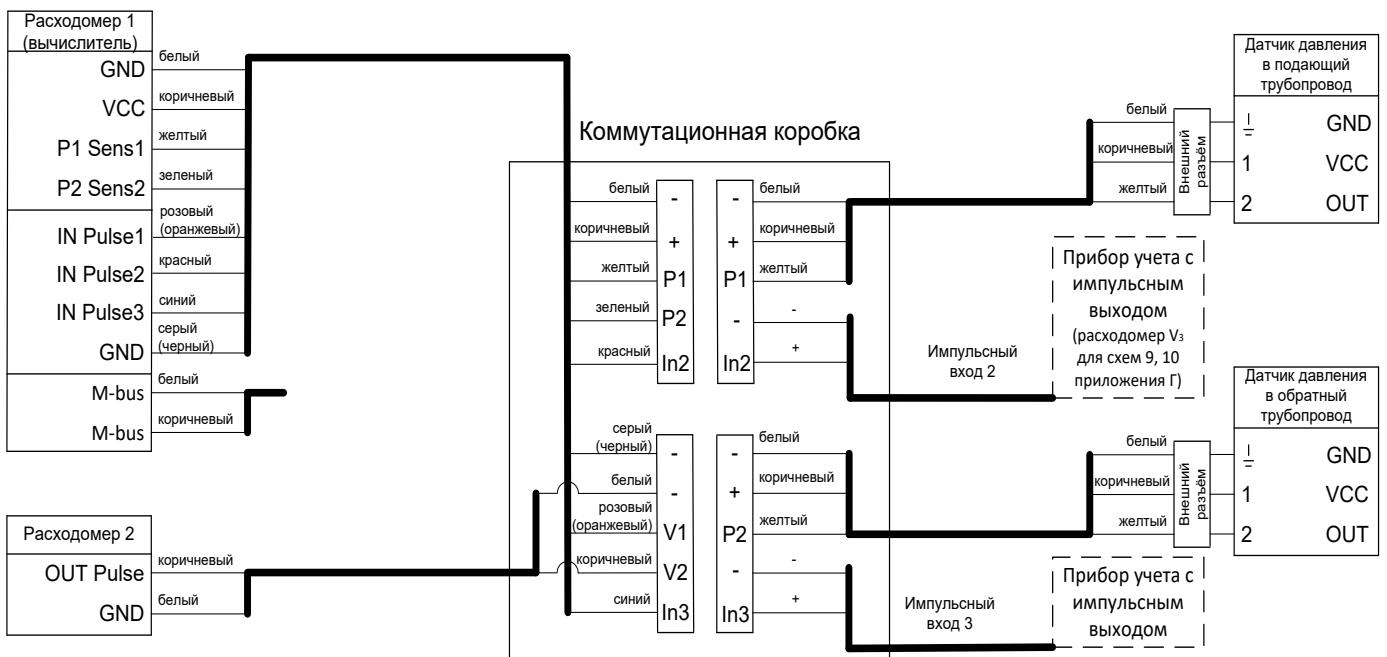 Расходомер 1
(вычислитель)
GND
белый
VCC
коричневый
P1 Sens1
желтый
P2 Sens2
зеленый
IN Pulse1
розовый
(оранжевый)
IN Pulse2
красный
IN Pulse3
синий
GND
серый
(черный)
M-bus
белый
M-bus
коричневый
Расходомер 2
OUT Pulse
коричневый
GND
белый
Коммутационная коробка
белый
-
коричневый
+
желтый
P1
зеленый
P2
красный
In2
-
белый
+
коричневый
P1
желтый
-
-
In2
+
серый
(черный)
-
белый
-
розовый
(оранжевый)
V1
коричневый
V2
синий
In3
-
белый
+
коричневый
P2
желтый
-
-
In3
+
Импульсный
вход 2
Импульсный
вход 3
Датчик давления
в подающий
трубопровод
белый
коричневый
желтый
Внешний
разъём
GND
1
VCC
2
OUT
Прибор учета с
импульсным
выходом
(расходомер V3
для схем 9, 10
приложения Г)
Датчик давления
в обратный
трубопровод
белый
коричневый
желтый
Внешний
разъём
GND
1
VCC
2
OUT
Прибор учета с
импульсным
выходом